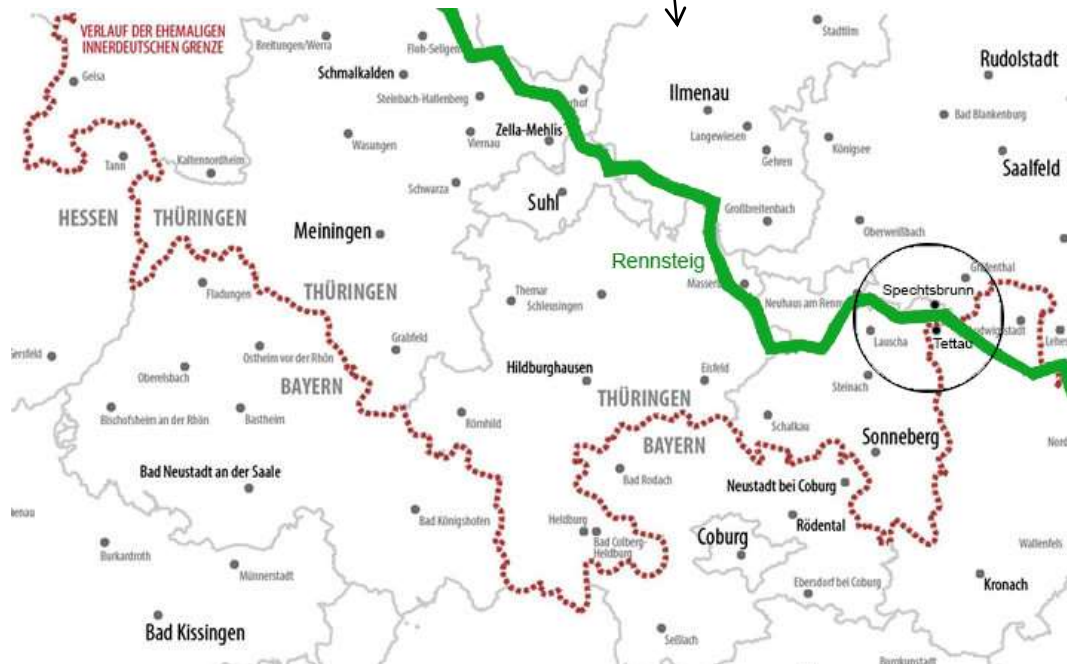 VERLAUF DER EHEMALIGEN
INNERDEUTSCHEN GRENZE
Geisa
Breitungen/Werra
Floh-Seligen
Stadtilm
Rudolstadt
Schmalkalden
Steinbach-Hallenberg
Ilmenau
Bad Blankenburg
Zella-Mehlis
Langewiesen
Königsee
Wasungen
Viernau
Gehren
Saalfeld
Tann
Kaltennordheim
Schwarza
Suhl
Großbreitenbach
HESSEN
THÜRINGEN
Meiningen
Oberweißbach
Rennsteig
Fladungen
THÜRINGEN
Themar
Schleusingen
Spechtsbrunn
Neuhaus am Renn
Lauscha
Tettau
Ostheim vor der Rhön
Grabfeld
Oberelsbach
Hildburghausen
Eisfeld
Steinach
BAYERN
THÜRINGEN
Bischofsheim an der Rhön
Bastheim
Römhild
Schalkau
BAYERN
Sonneberg
Bad Neustadt an der Saale
Bad Rodach
Neustadt bei Coburg
Bad Königshofen
Heldburg
Rödental
Bad Colberg-
Heldburg
Coburg
Burkardroth
Wallenfels
Münnerstadt
Ebersdorf bei Coburg
Kronach
Bad Kissingen
Seßlach